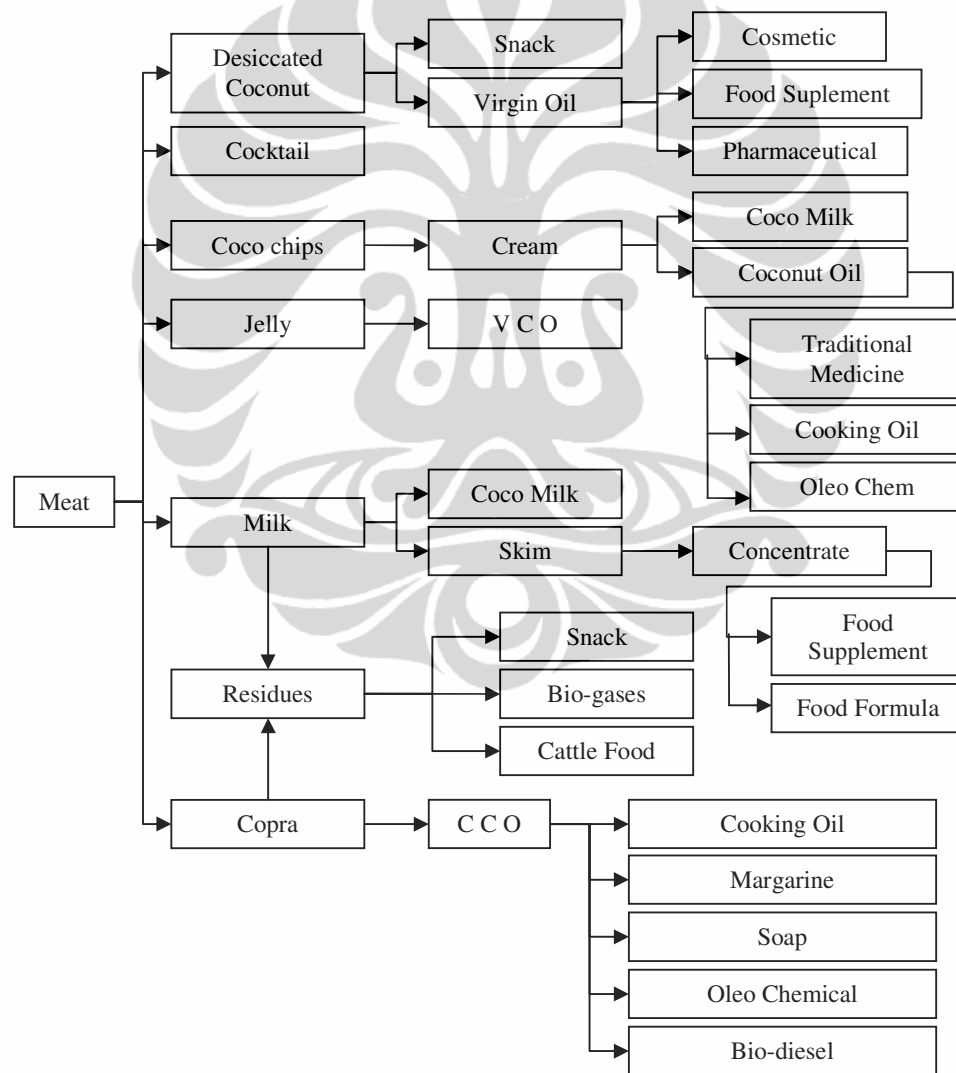 Desiccated
Coconut
Snack
Virgin Oil
Cosmetic
Food Suplement
Pharmaceutical
Cocktail
Coco chips
Cream
Coco Milk
Coconut Oil
Jelly
V C O
Traditional
Medicine
Cooking Oil
Oleo Chem
Meat
Milk
Coco Milk
Skim
Concentrate
Food
Supplement
Food Formula
Residues
Snack
Bio-gases
Cattle Food
Copra
C C O
Cooking Oil
Margarine
Soap
Oleo Chemical
Bio-diesel